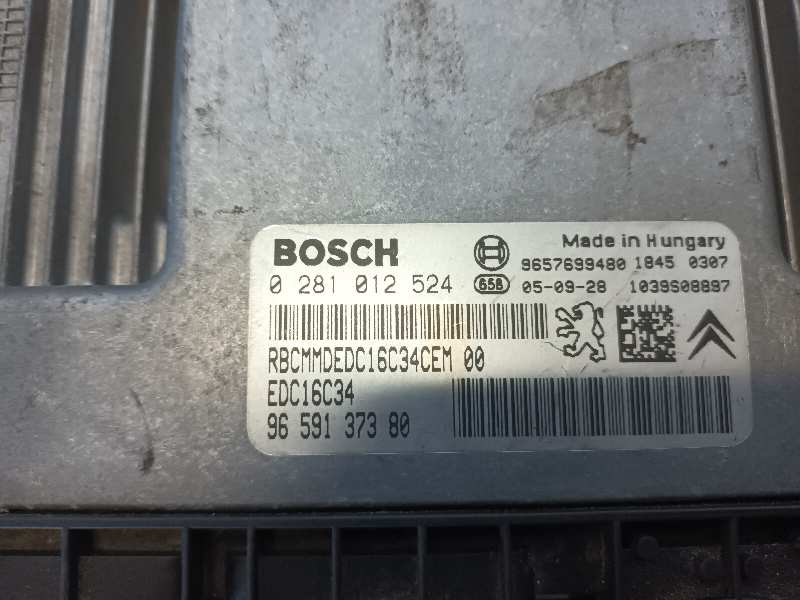 BOSCH
Made in Hungary
9657699480 1845 0307
0 281 012 524
65B 05-09-28 1039S08897
RBCMMDEDC16C34CEM 00
EDC16C34
96 591 373 80